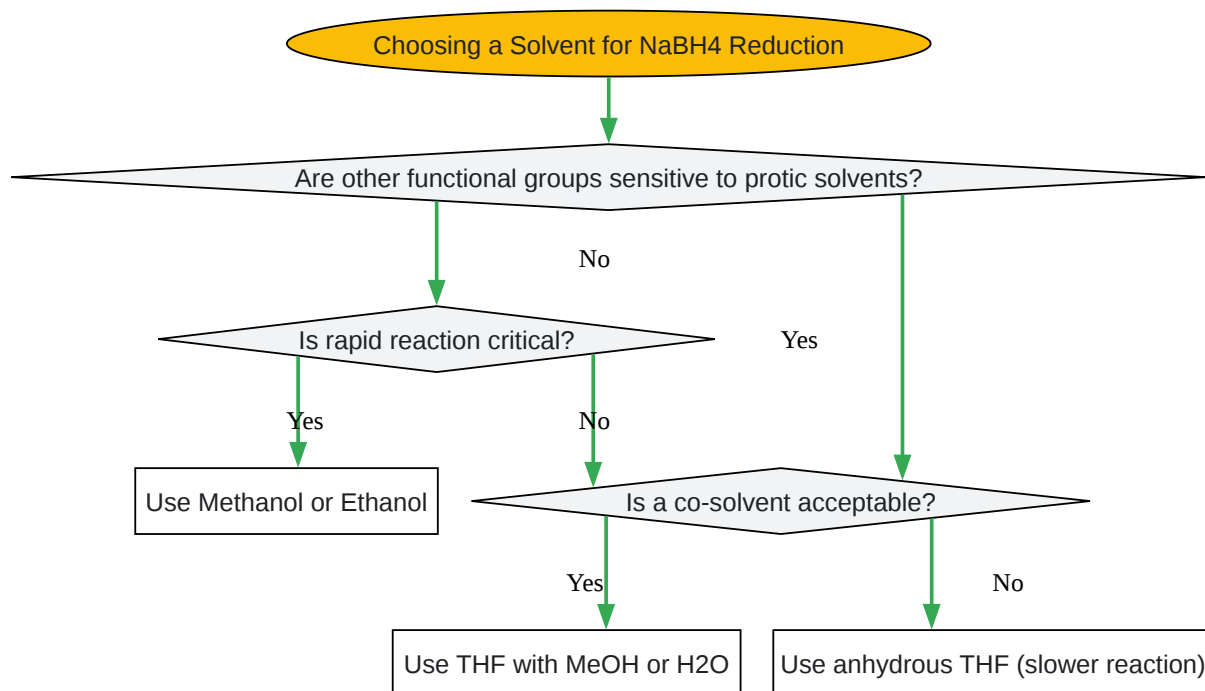 Choosing a Solvent for NaBH4 Reduction
Are other functional groups sensitive to protic solvents?
No
Is rapid reaction critical?
Yes
Yes
No
Use Methanol or Ethanol
Is a co-solvent acceptable?
Yes
No
Use THF with MeOH or H2O
Use anhydrous THF (slower reaction)